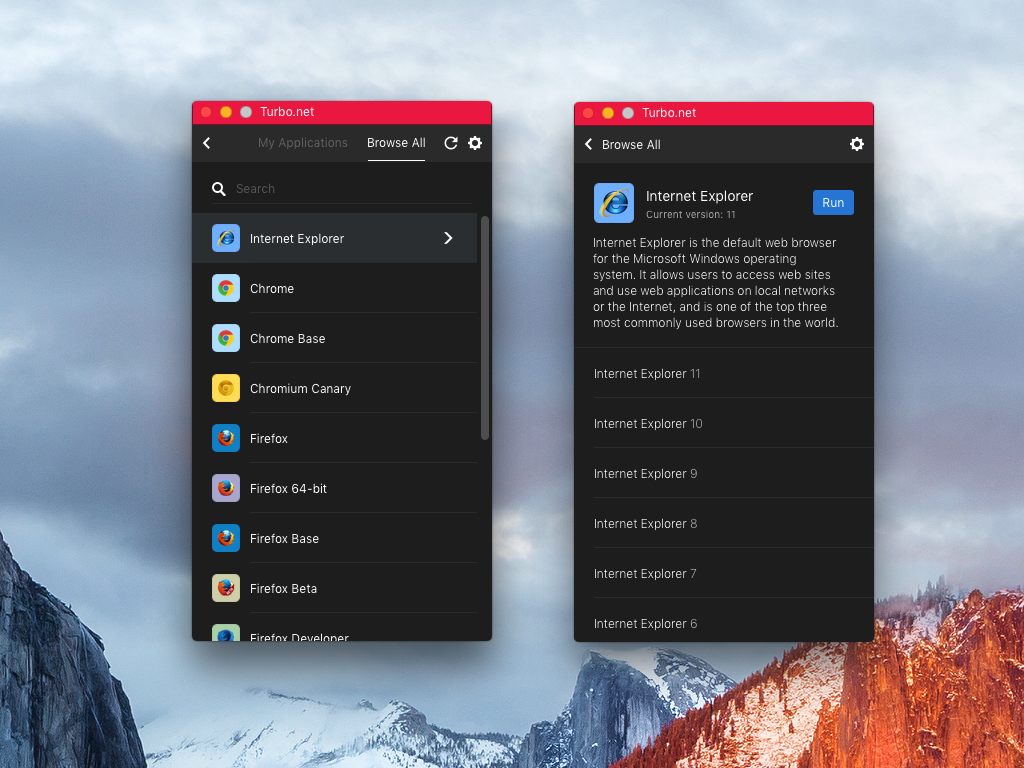 Turbo.net
My Applications
Browse All
Search
Internet Explorer
Chrome
Chrome Base
Chromium Canary
Firefox
Firefox 64-bit
Firefox Base
Firefox Beta
Firefox Developer
Turbo.net
Browse All
Internet Explorer
Current version: 11
Run
Internet Explorer is the default web browser
for the Microsoft Windows operating
system. It allows users to access web sites
and use web applications on local networks
or the Internet, and is one of the top three
most commonly used browsers in the world.
Internet Explorer 11
Internet Explorer 10
Internet Explorer 9
Internet Explorer 8
Internet Explorer 7
Internet Explorer 6